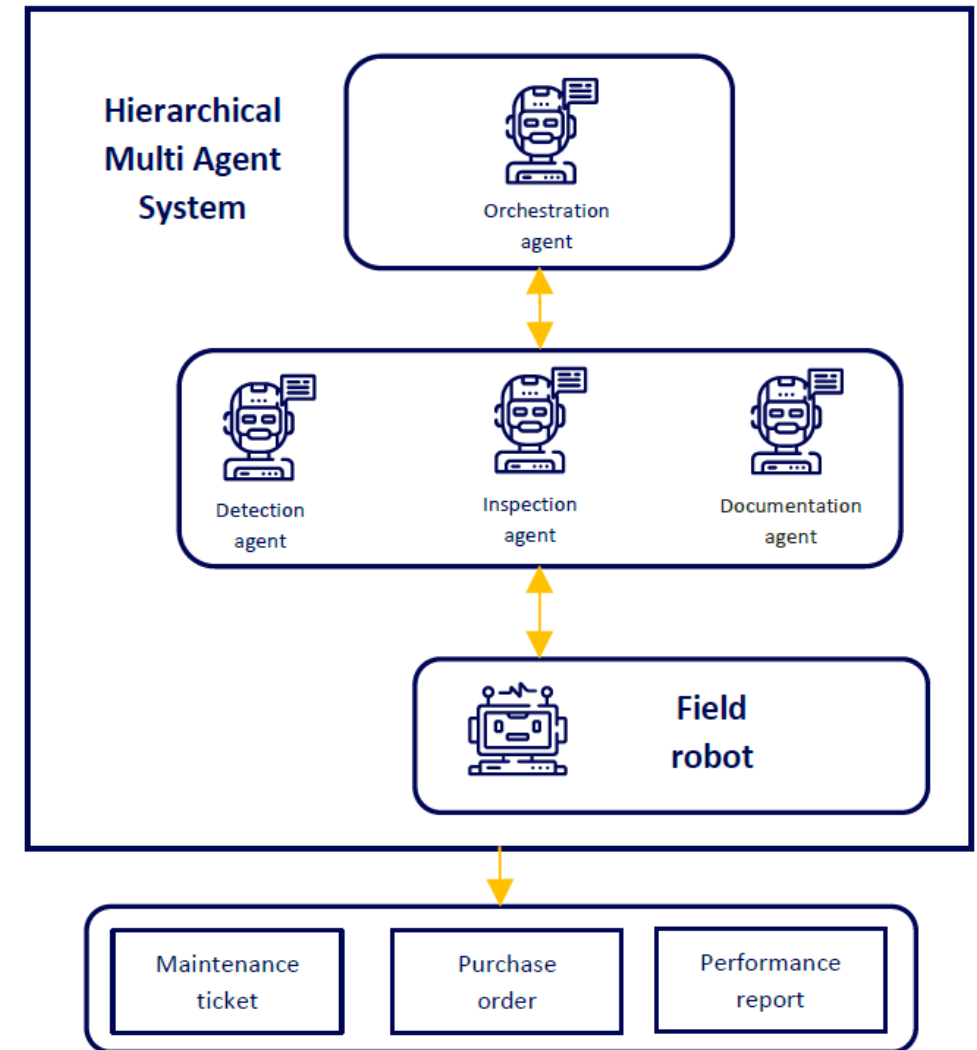 Hierarchical
Multi Agent
System
Orchestration
agent
Detection
agent
Inspection
agent
Documentation
agent
Field
robot
Maintenance
ticket
Purchase
order
Performance
report